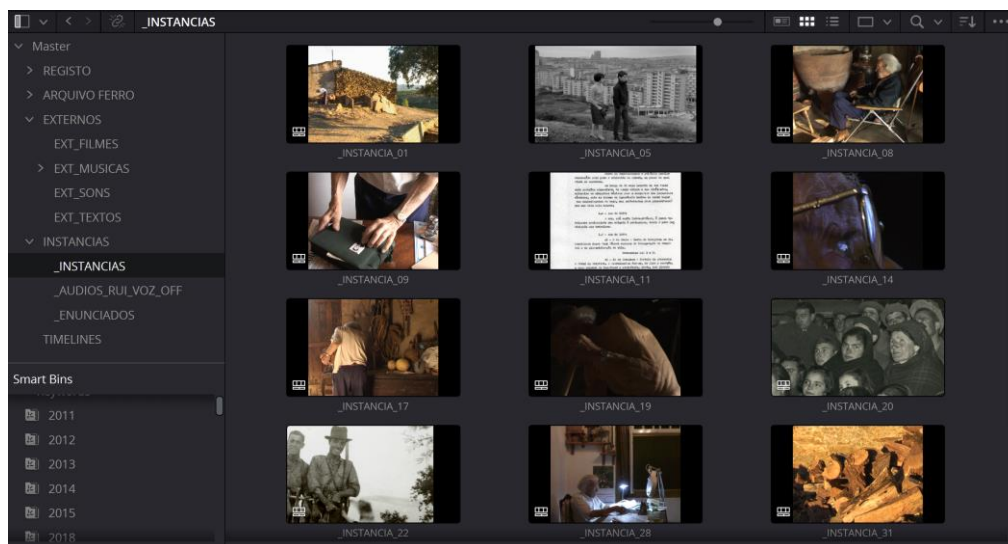 _INSTANCIAS
Master
REGISTO
ARQUIVO FERRO
EXTERNOS
EXT_FILMES
EXT_MUSICAS
EXT_SONS
EXT_TEXTOS
INSTANCIAS
_INSTANCIAS
_AUDIOS_RUI_VOZ_OFF
_ENUNCIADOS
TIMELINES
Smart Bins
Keywords
2011
2012
2013
2014
2015
2018
_INSTANCIA_01
_INSTANCIA_05
_INSTANCIA_08
_INSTANCIA_09
_INSTANCIA_11
_INSTANCIA_14
_INSTANCIA_17
_INSTANCIA_19
_INSTANCIA_20
_INSTANCIA_22
_INSTANCIA_28
_INSTANCIA_31